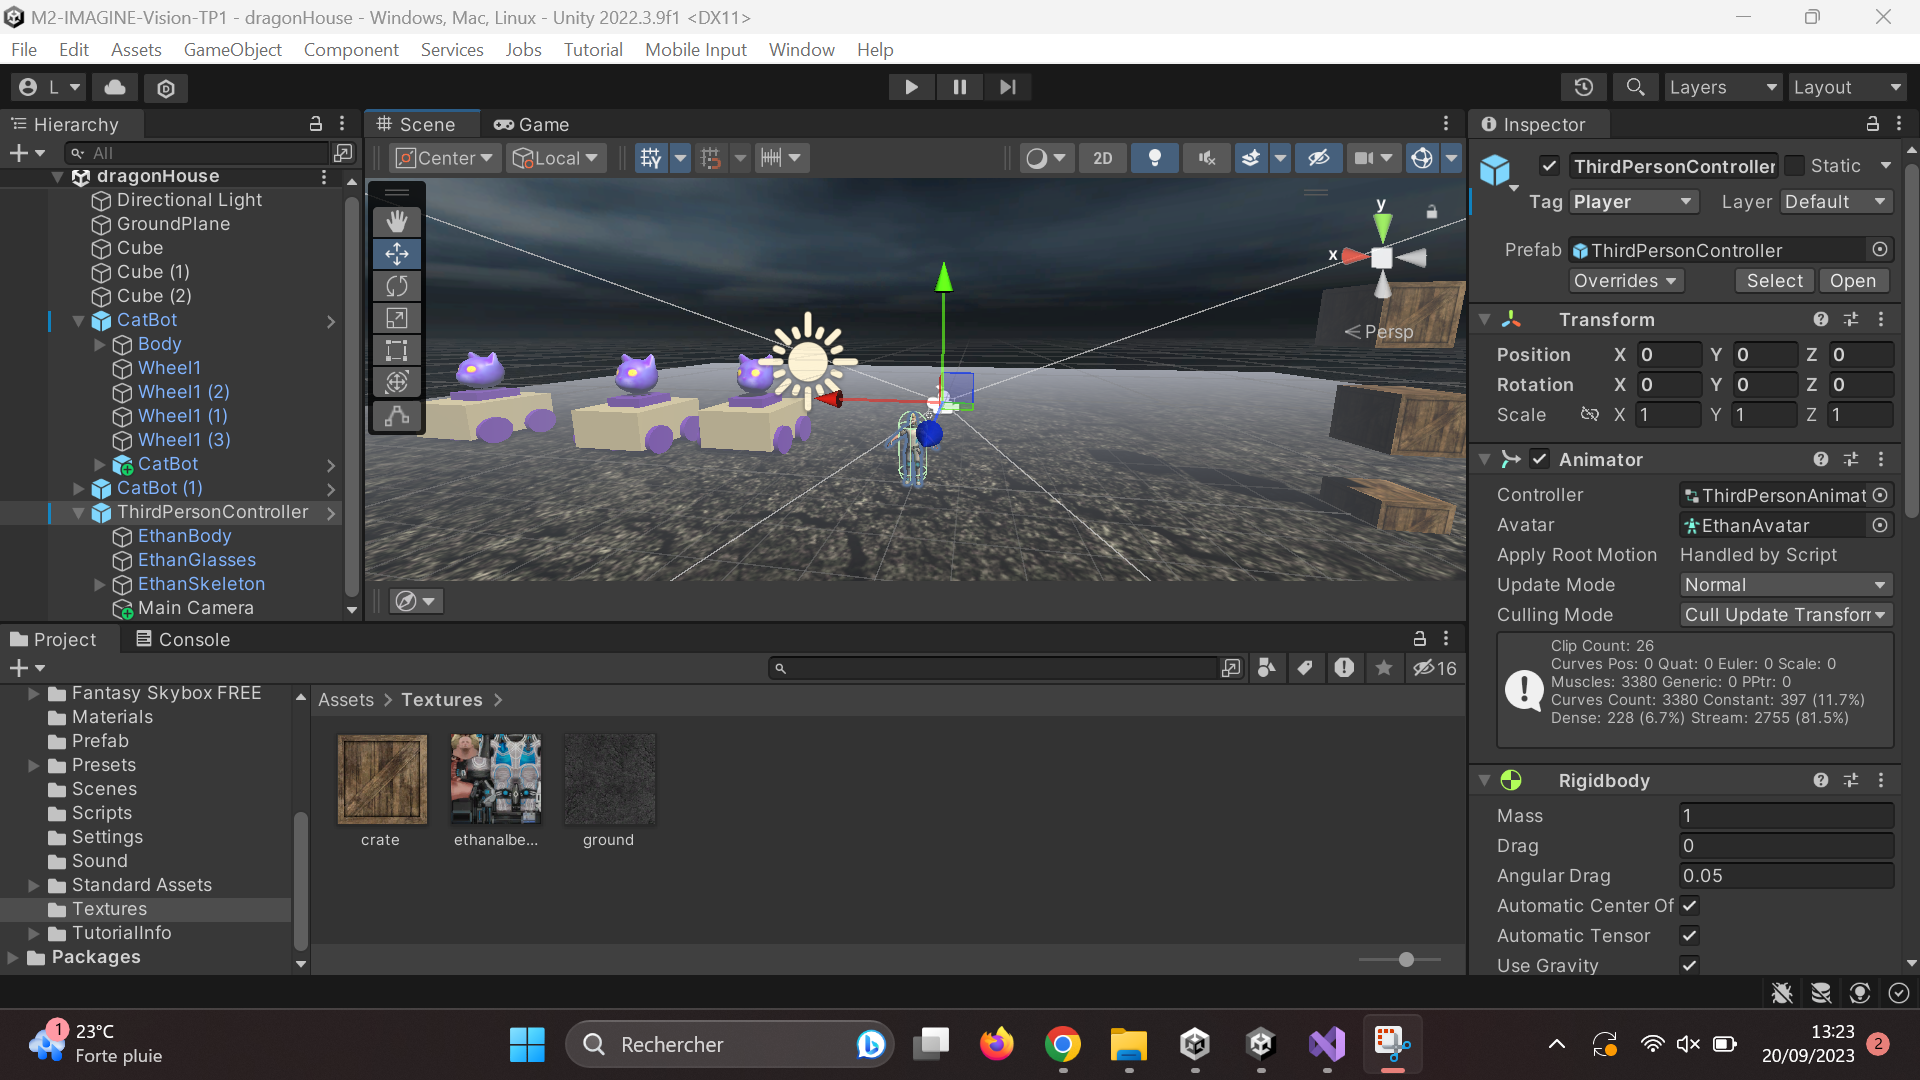 M2-IMAGINE-Vision-TP1 - dragonHouse - Windows, Mac, Linux - Unity 2022.3.9f1 <DX11>
File Edit Assets GameObject Component Services Jobs Tutorial Mobile Input Window Help
L Layers Layout
Hierarchy
All
dragonHouse
Directional Light
GroundPlane
Cube
Cube (1)
Cube (2)
CatBot
Body
Wheel1
Wheel1 (2)
Wheel1 (1)
Wheel1 (3)
CatBot
CatBot (1)
ThirdPersonController
EthanBody
EthanGlasses
EthanSkeleton
Main Camera
Scene Game
Center Local 2D
y
x
Persp
Inspector
ThirdPersonController Static
Tag Player Layer Default
Prefab ThirdPersonController
Overrides Select Open
Transform
Position X 0 Y 0 Z 0
Rotation X 0 Y 0 Z 0
Scale X 1 Y 1 Z 1
Animator
Controller ThirdPersonAnimat
Avatar EthanAvatar
Apply Root Motion Handled by Script
Update Mode Normal
Culling Mode Cull Update Transforr
Clip Count: 26
Curves Pos: 0 Quat: 0 Euler: 0 Scale: 0
Muscles: 3380 Generic: 0 PPtr: 0
Curves Count: 3380 Constant: 397 (11.7%)
Dense: 228 (6.7%) Stream: 2755 (81.5%)
Rigidbody
Mass 1
Drag 0
Angular Drag 0.05
Automatic Center Of
Automatic Tensor
Use Gravity
Project Console
16
Fantasy Skybox FREE
Materials
Prefab
Presets
Scenes
Scripts
Settings
Sound
Standard Assets
Textures
TutorialInfo
Packages
Assets > Textures >
crate ethanalbe... ground
1 23°C
Forte pluie
Rechercher
13:23
20/09/2023
2